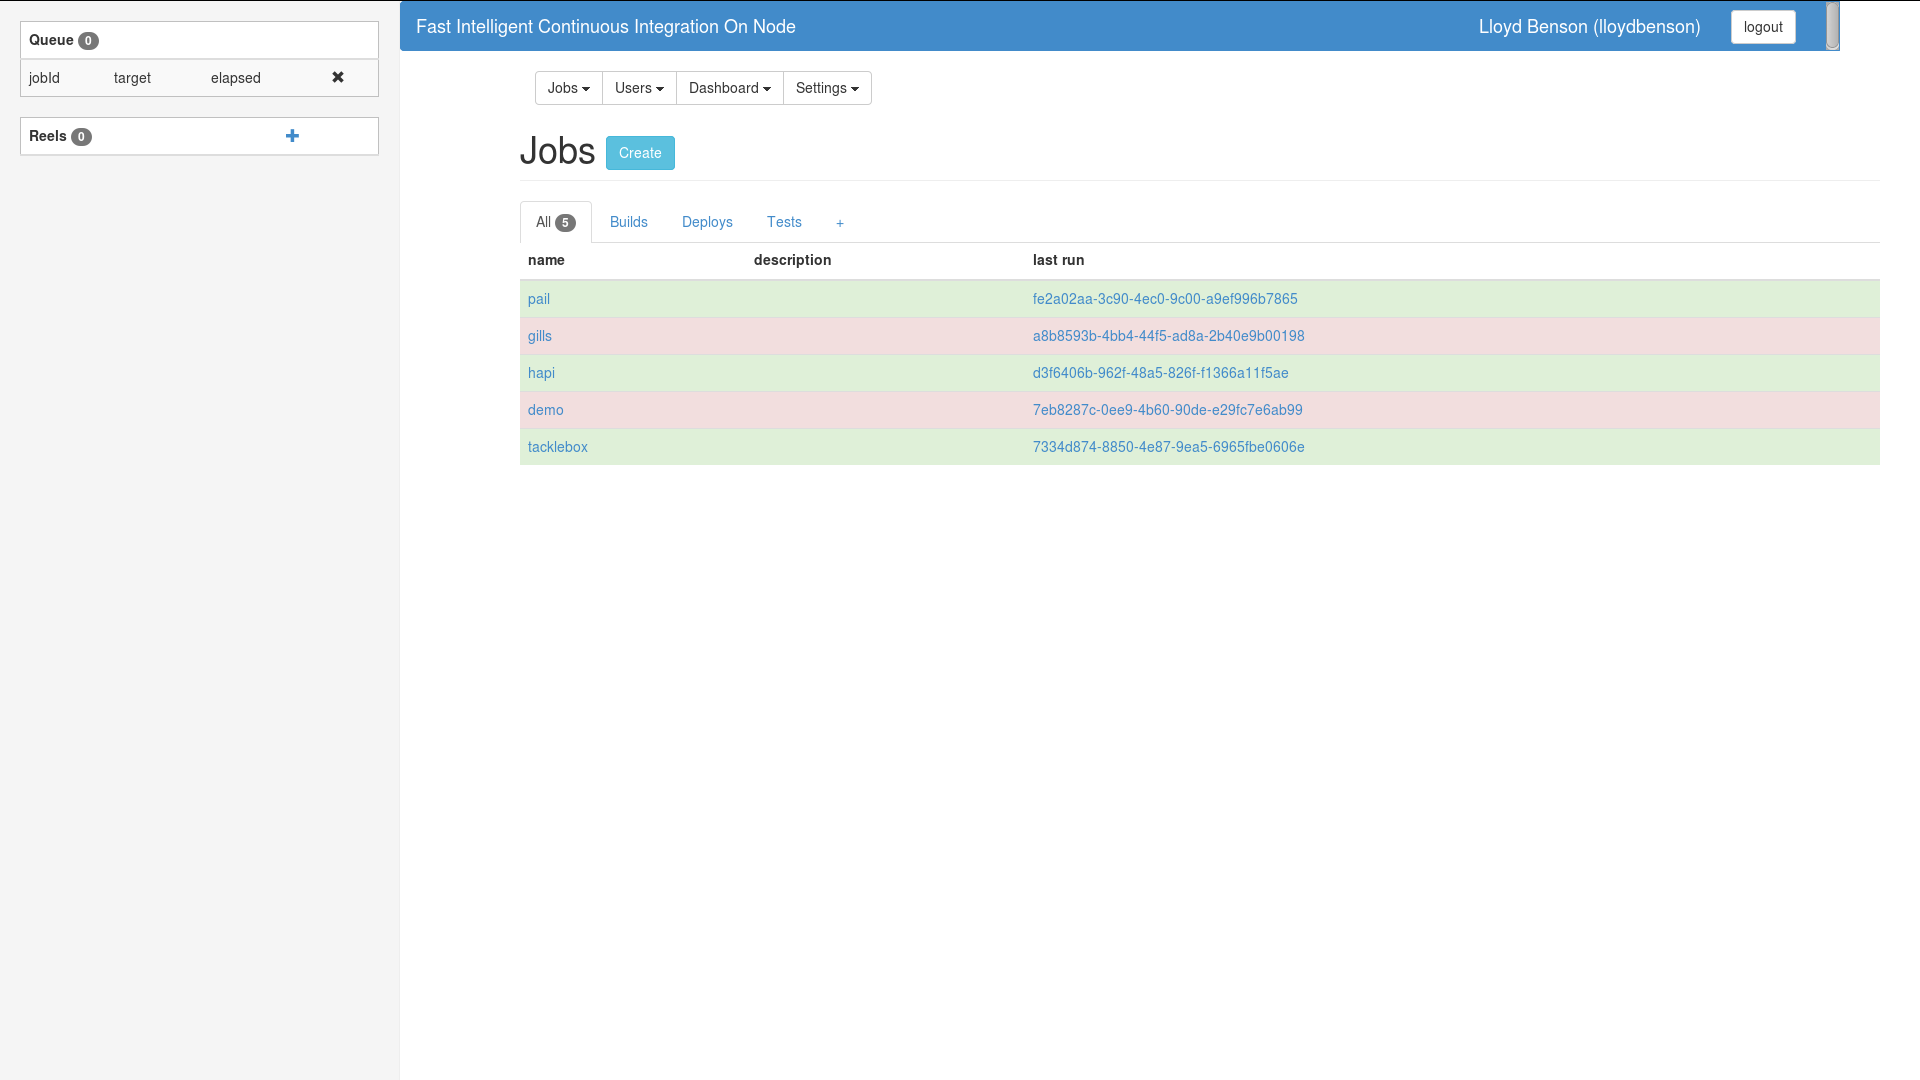 Queue 0
jobId target elapsed ✖
Reels 0 +
Fast Intelligent Continuous Integration On Node Lloyd Benson (lloydbenson) logout
Jobs Users Dashboard Settings
Jobs Create
All 5 Builds Deploys Tests +
name description last run
pail fe2a02aa-3c90-4ec0-9c00-a9ef996b7865
gills a8b8593b-4bb4-44f5-ad8a-2b40e9b00198
hapi d3f6406b-962f-48a5-826f-f1366a11f5ae
demo 7eb8287c-0ee9-4b60-90de-e29fc7e6ab99
tacklebox 7334d874-8850-4e87-9ea5-6965fbe0606e